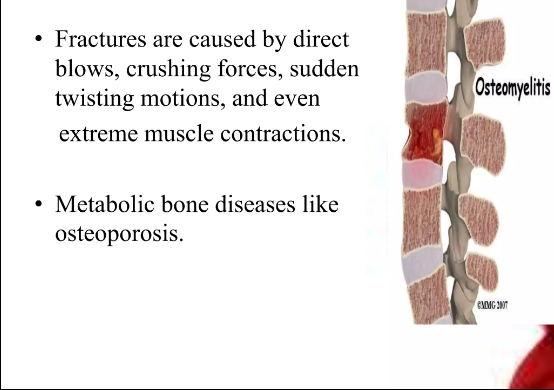 • Fractures are caused by direct
blows, crushing forces, sudden
twisting motions, and even
extreme muscle contractions.
• Metabolic bone diseases like
osteoporosis.
Osteomyelitis
©MMG 2007